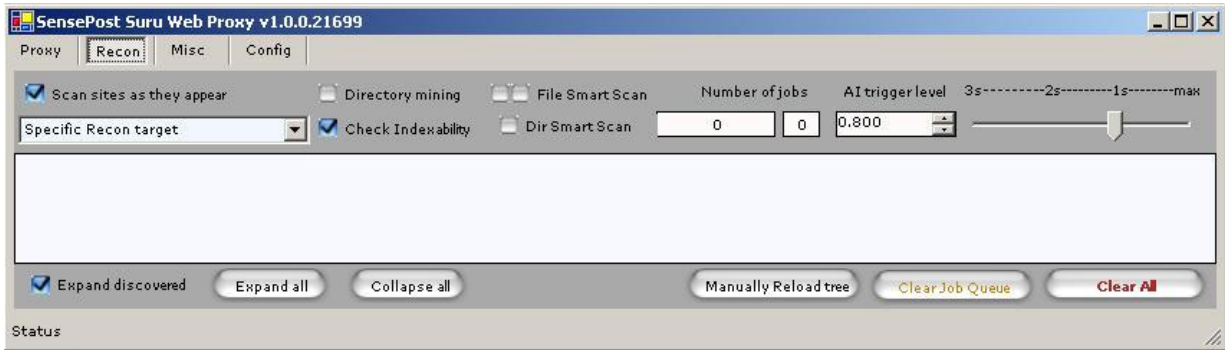 SensePost Suru Web Proxy v1.0.0.21699
Proxy Recon Misc Config
Scan sites as they appear Directory mining File Smart Scan Number of jobs AI trigger level 3s---------2s---------1s--------max
Specific Recon target Check Indexability Dir Smart Scan 0 0 0.800
Expand discovered Expand all Collapse all Manually Reload tree Clear Job Queue Clear All
Status